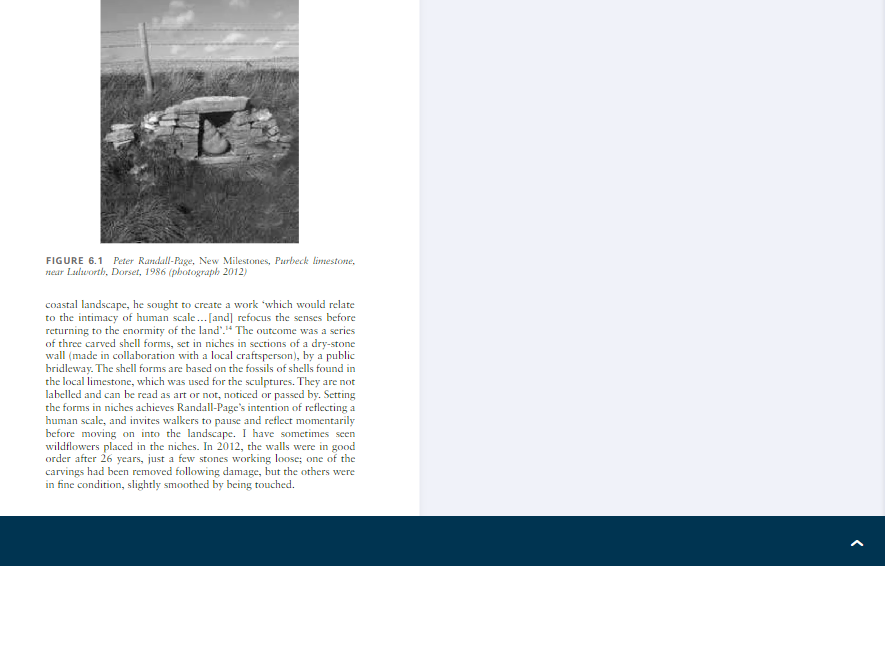 FIGURE 6.1 Peter Randall-Page, New Milestones, Purbeck limestone,
near Lulworth, Dorset, 1986 (photograph 2012)
coastal landscape, he sought to create a work ‘which would relate
to the intimacy of human scale…[and] refocus the senses before
returning to the enormity of the land’.14 The outcome was a series
of three carved shell forms, set in niches in sections of a dry-stone
wall (made in collaboration with a local craftsperson), by a public
bridleway. The shell forms are based on the fossils of shells found in
the local limestone, which was used for the sculptures. They are not
labelled and can be read as art or not, noticed or passed by. Setting
the forms in niches achieves Randall-Page’s intention of reflecting a
human scale, and invites walkers to pause and reflect momentarily
before moving on into the landscape. I have sometimes seen
wildflowers placed in the niches. In 2012, the walls were in good
order after 26 years, just a few stones working loose; one of the
carvings had been removed following damage, but the others were
in fine condition, slightly smoothed by being touched.